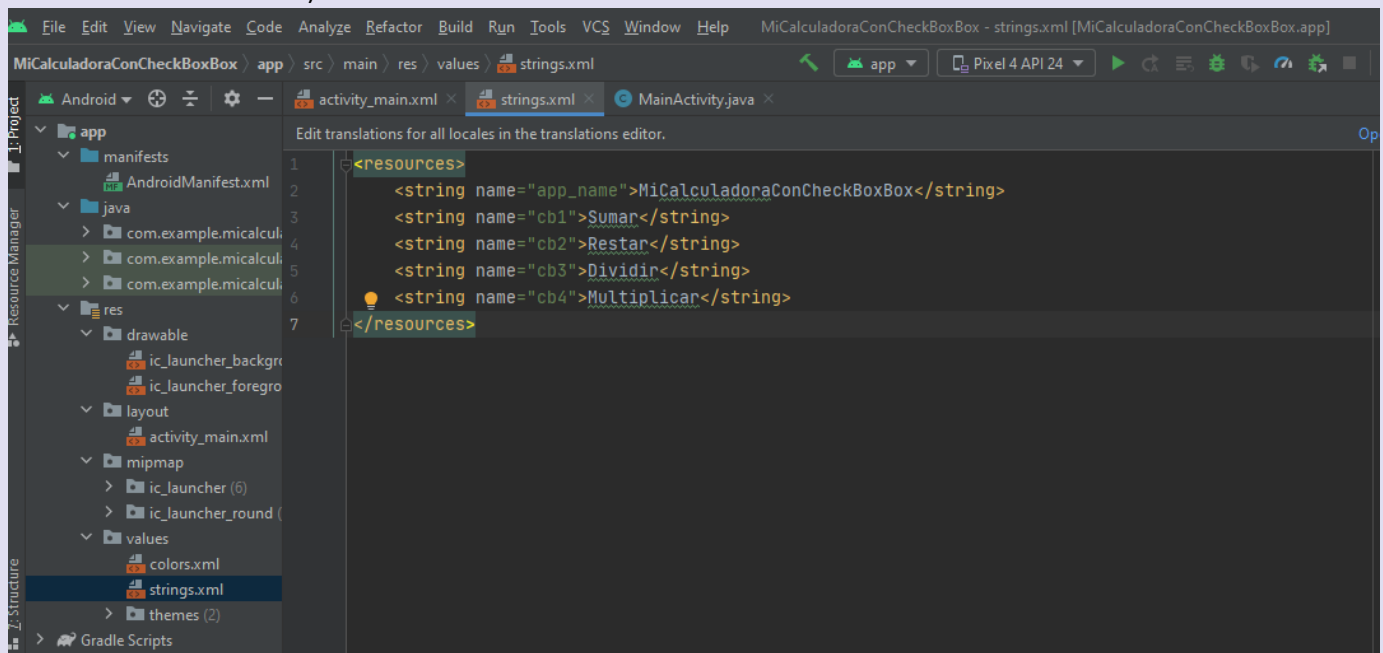 File Edit View Navigate Code Analyze Refactor Build Run Tools VCS Window Help MiCalculadoraConCheckBoxBox - strings.xml [MiCalculadoraConCheckBoxBox.app]
MiCalculadoraConCheckBoxBox app src main res values strings.xml app Pixel 4 API 24
Android activity_main.xml strings.xml MainActivity.java
1: Project
Resource Manager
7: Structure
app
manifests
AndroidManifest.xml
java
com.example.micalcul
com.example.micalcul
com.example.micalcul
res
drawable
ic_launcher_backgr
ic_launcher_foregro
layout
activity_main.xml
mipmap
ic_launcher (6)
ic_launcher_round (
values
colors.xml
strings.xml
themes (2)
Gradle Scripts
Edit translations for all locales in the translations editor. Op
1 <resources>
2 <string name="app_name">MiCalculadoraConCheckBoxBox</string>
3 <string name="cb1">Sumar</string>
4 <string name="cb2">Restar</string>
5 <string name="cb3">Dividir</string>
6 <string name="cb4">Multiplicar</string>
7 </resources>